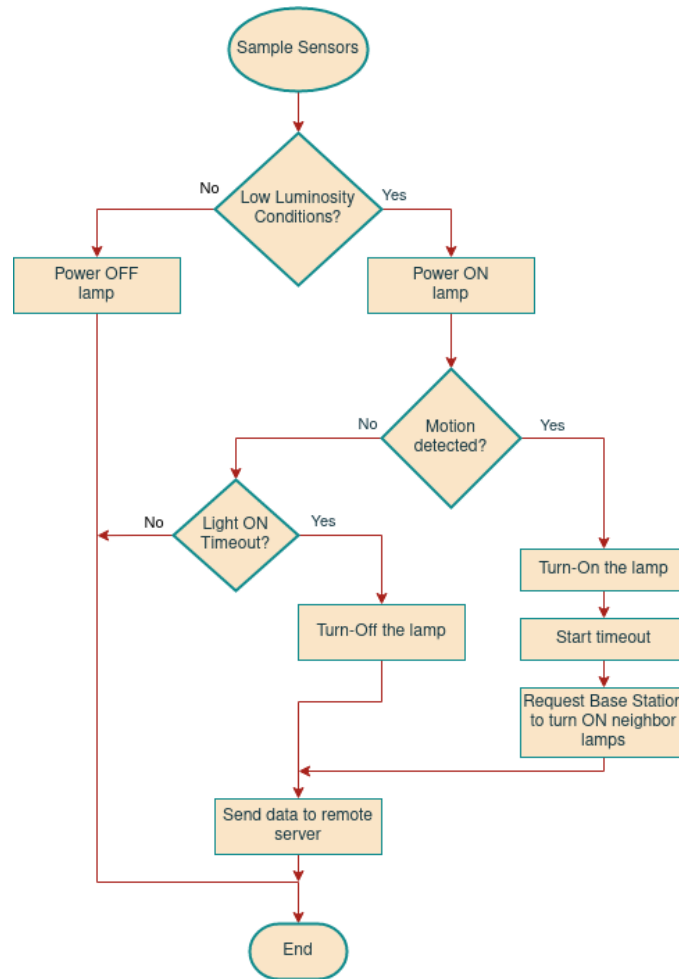 Sample Sensors
No
Yes
Low Luminosity
Conditions?
Power OFF
lamp
Power ON
lamp
No
Motion
detected?
Yes
No
Light ON
Timeout?
Yes
Turn-On the lamp
Turn-Off the lamp
Start timeout
Request Base Station
to turn ON neighbor
lamps
Send data to remote
server
End